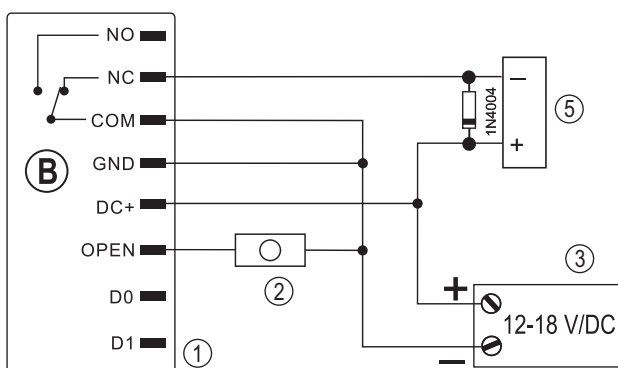 NO
NC
COM
GND
DC+
OPEN
D0
D1
B
1
2
1N4004
−
+
5
3
+
12-18 V/DC
−